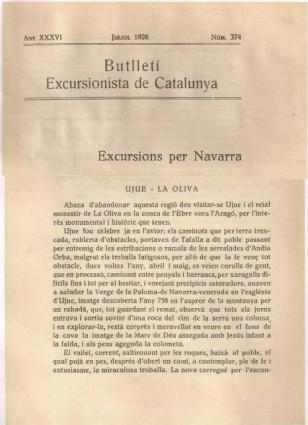 ANY XXXVI JULIOL 1926 NÚM. 374
Butlletí
Excursionista de Catalunya
Excursions per Navarra
UJUE - LA OLIVA
Abans d'abandonar aquesta regió deu visitar-se Ujue i el reial
monestir de La Oliva en la conca de l'Ebre vora l'Aragó, per l'inte-
rès monumental i històric que tenen.
Ujue fou célebre ja en l'avior; els caminots que per terra tren-
cada, rublerta d'obstacles, portaven de Tafalla a dit poble passant
per entremig de les estribacions o ramals de les serralades d'Andia
Orba, malgrat els treballs fatigosos, per allò de que la fe venç tot
obstacle, dues voltes l'any, abril i maig, es veien curulls de gent,
que en processó, caminant entre penyals i barrancs, per xaragalls di-
ficils fins i tot per al bestiar, i vorejant precipicis astoradors, anaven
a saludar la Verge de la Paloma-de Navarra-venerada en l'església
d'Ujue, imatge descoberta l'any 758 en l'aspror de la muntanya per
un rabadà, que, tot guardant el remat, observà que tots els jorns
entrava i sortia sovint d'una roca del cim de la serra una coloma,
i en explorar-la, restà corprès i meravellat en veure en el fons de
la cova la imatge de la Mare de Déu asseguda amb Jesús infant a
la falda, i als peus ageguda la colometa.
El vailet, corrent, saltironant per les roques, baixà al poble, el
qual pujà en pes, després d'obert un camí, a contemplar, ple de fe i
entusiasme, la miraculosa troballa. La nova corregué per l'encon-